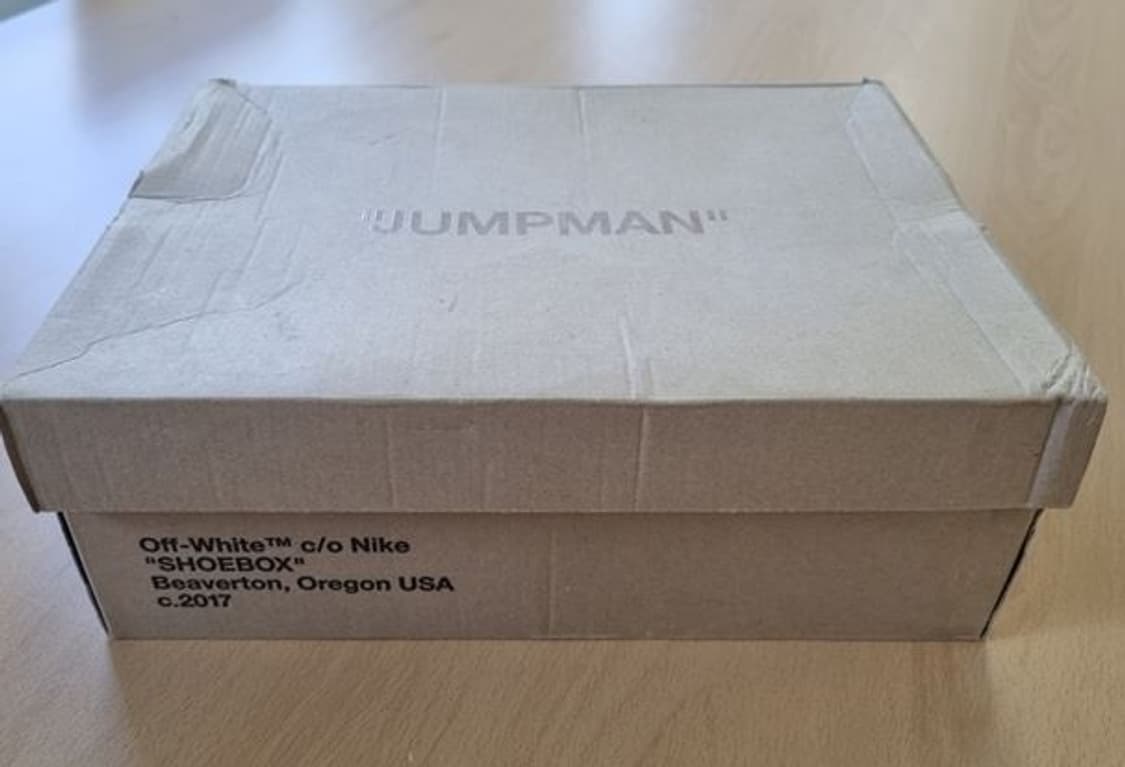 "JUMPMAN"
Off-White™ c/o Nike
"SHOEBOX"
Beaverton, Oregon USA
c.2017